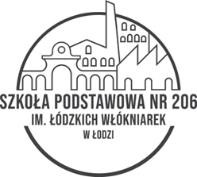 SZKOŁA PODSTAWOWA NR 206
IM. ŁÓDZKICH WŁÓKNIAREK
W ŁODZI